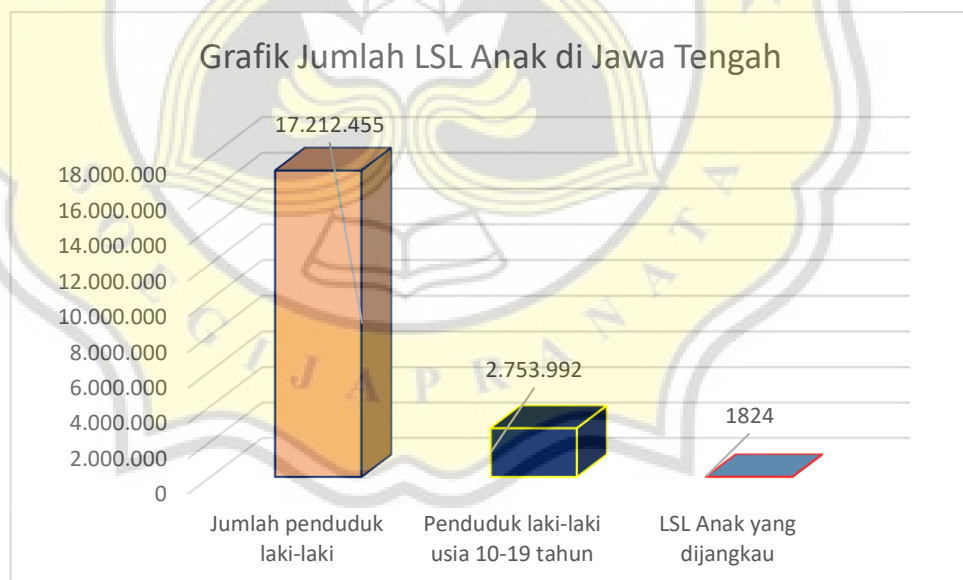 Grafik Jumlah LSL Anak di Jawa Tengah
17.212.455
18.000.000
16.000.000
14.000.000
12.000.000
10.000.000
8.000.000
6.000.000
4.000.000
2.000.000
0
2.753.992
1824
Jumlah penduduk
laki-laki
Penduduk laki-laki
usia 10-19 tahun
LSL Anak yang
dijangkau
SOEGIJAPRANATA